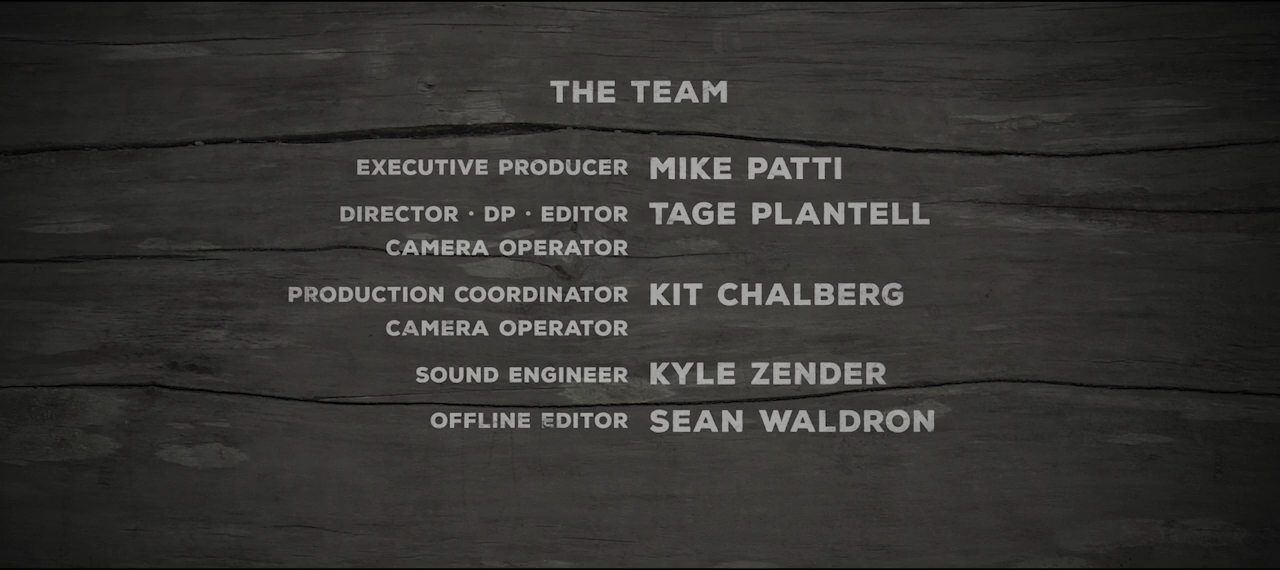 THE TEAM
EXECUTIVE PRODUCER MIKE PATTI
DIRECTOR · DP · EDITOR TAGE PLANTELL
CAMERA OPERATOR
PRODUCTION COORDINATOR KIT CHALBERG
CAMERA OPERATOR
SOUND ENGINEER KYLE ZENDER
OFFLINE EDITOR SEAN WALDRON